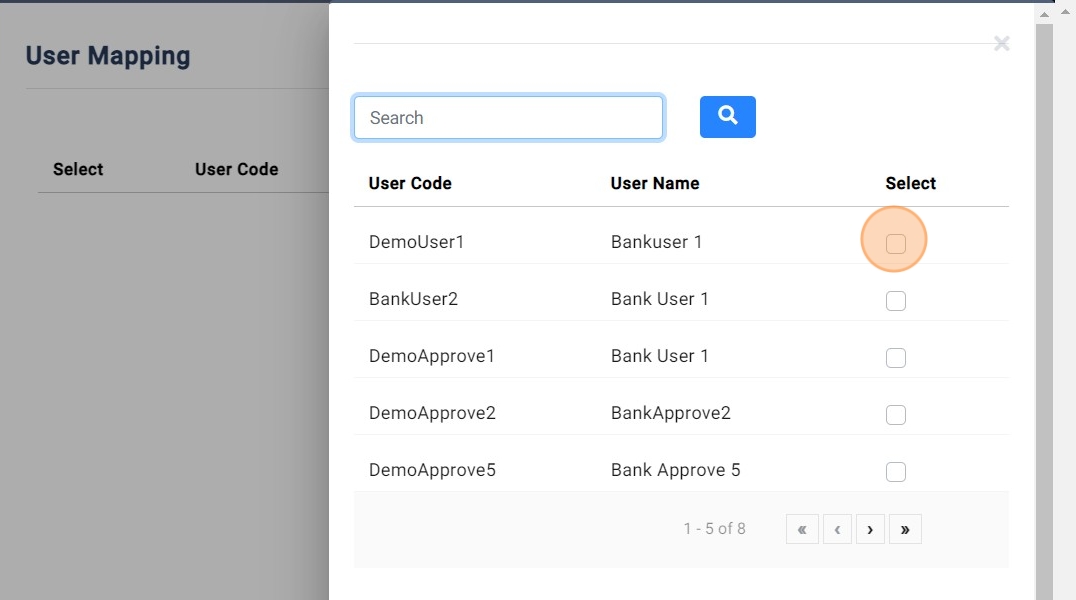 User Mapping
Select User Code
Search
User Code User Name Select
DemoUser1 Bankuser 1
BankUser2 Bank User 1
DemoApprove1 Bank User 1
DemoApprove2 BankApprove2
DemoApprove5 Bank Approve 5
1 - 5 of 8 « ‹ › »